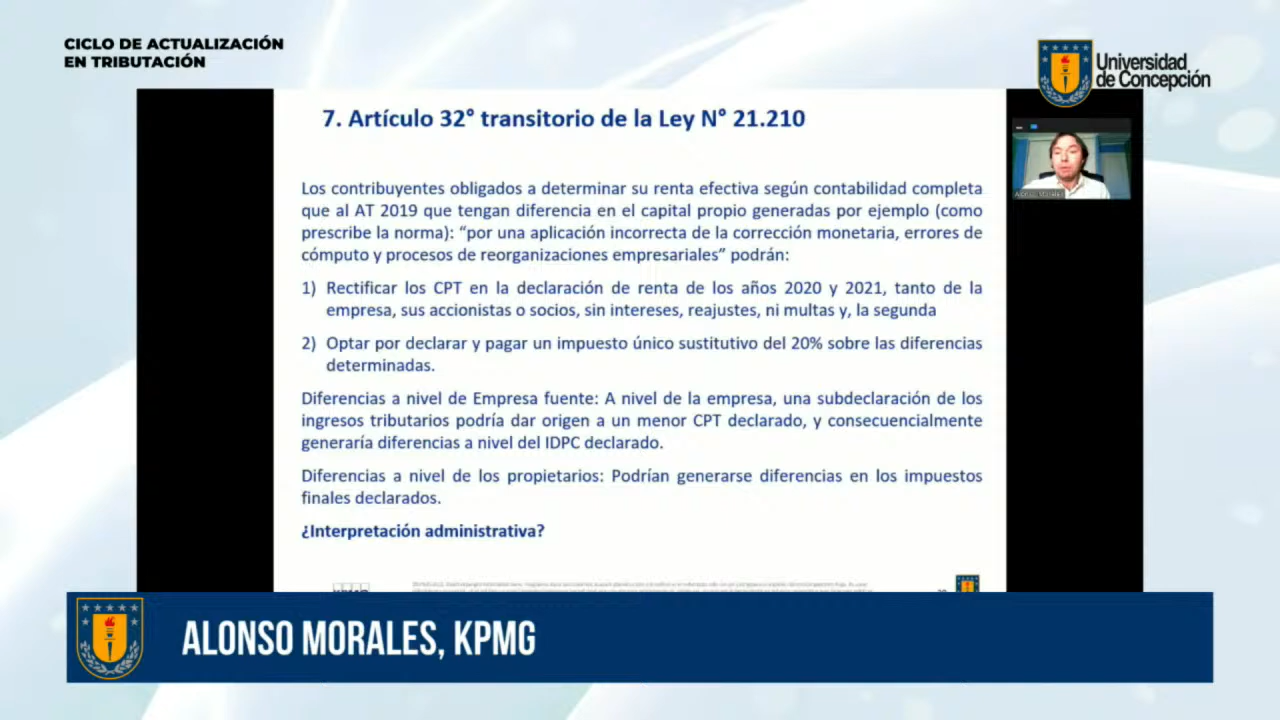 CICLO DE ACTUALIZACIÓN
EN TRIBUTACIÓN
Universidad
de Concepción
7. Artículo 32° transitorio de la Ley N° 21.210
Los contribuyentes obligados a determinar su renta efectiva según contabilidad completa
que al AT 2019 que tengan diferencia en el capital propio generadas por ejemplo (como
prescribe la norma): “por una aplicación incorrecta de la corrección monetaria, errores de
cómputo y procesos de reorganizaciones empresariales” podrán:
1) Rectificar los CPT en la declaración de renta de los años 2020 y 2021, tanto de la
empresa, sus accionistas o socios, sin intereses, reajustes, ni multas y, la segunda
2) Optar por declarar y pagar un impuesto único sustitutivo del 20% sobre las diferencias
determinadas.
Diferencias a nivel de Empresa fuente: A nivel de la empresa, una subdeclaración de los
ingresos tributarios podría dar origen a un menor CPT declarado, y consecuencialmente
generaría diferencias a nivel del IDPC declarado.
Diferencias a nivel de los propietarios: Podrían generarse diferencias en los impuestos
finales declarados.
¿Interpretación administrativa?
ALONSO MORALES, KPMG